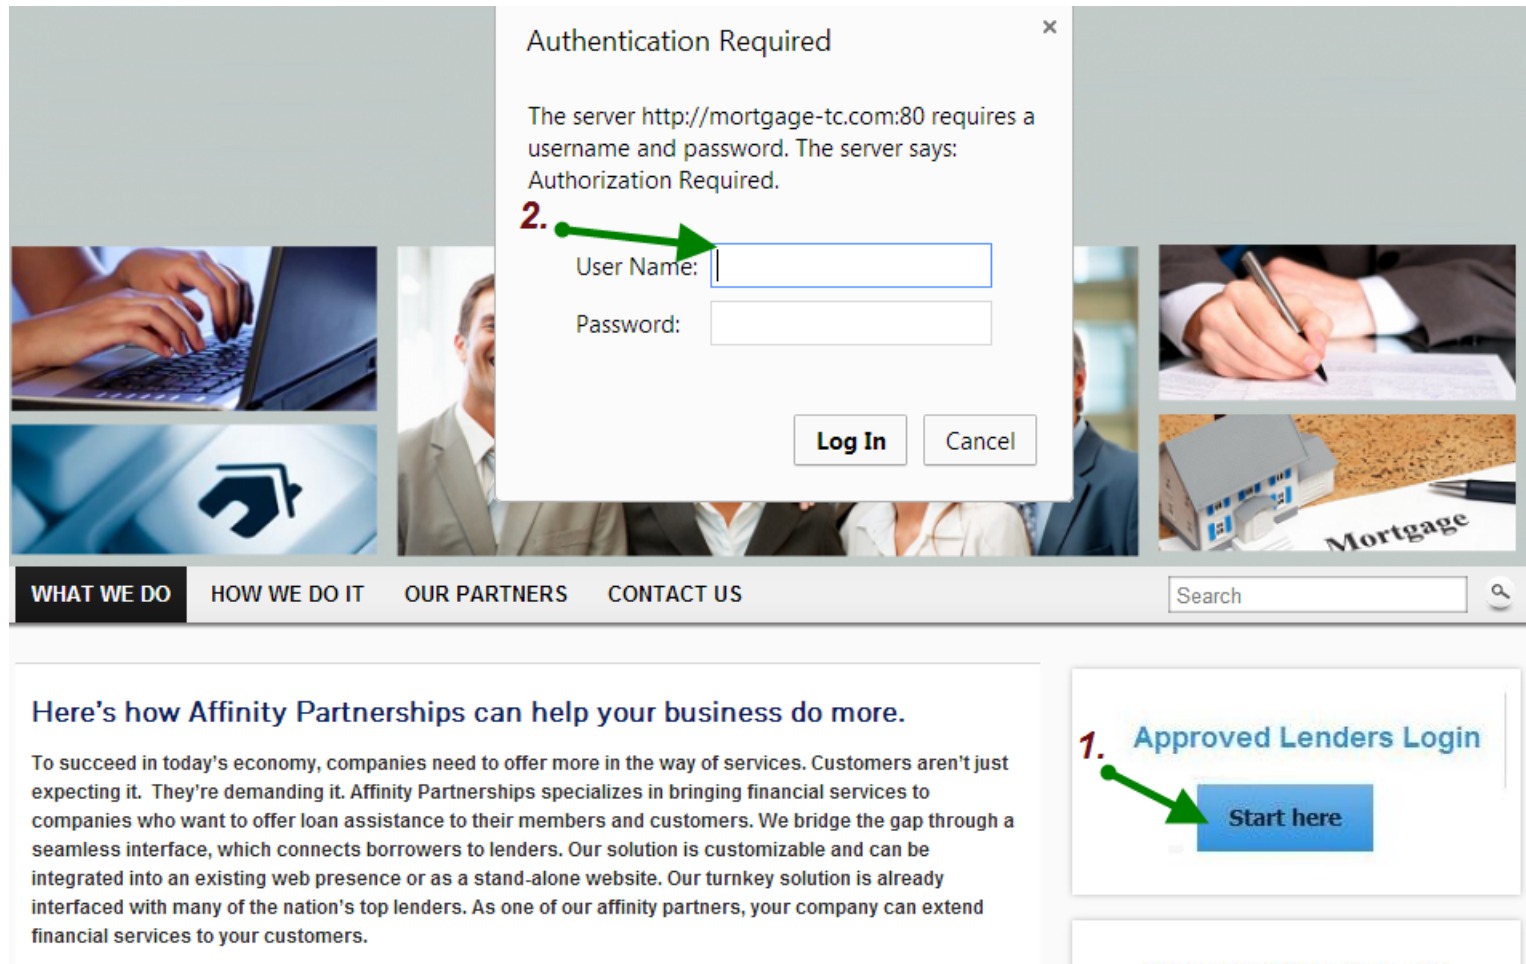 Authentication Required
×
The server http://mortgage-tc.com:80 requires a
username and password. The server says:
Authorization Required.
2.
User Name:
Password:
Log In
Cancel
Mortgage
WHAT WE DO
HOW WE DO IT
OUR PARTNERS
CONTACT US
Search
Here's how Affinity Partnerships can help your business do more.
To succeed in today's economy, companies need to offer more in the way of services. Customers aren't just
expecting it.  They're demanding it. Affinity Partnerships specializes in bringing financial services to
companies who want to offer loan assistance to their members and customers. We bridge the gap through a
seamless interface, which connects borrowers to lenders. Our solution is customizable and can be
integrated into an existing web presence or as a stand-alone website. Our turnkey solution is already
interfaced with many of the nation's top lenders. As one of our affinity partners, your company can extend
financial services to your customers.
1.
Approved Lenders Login
Start here